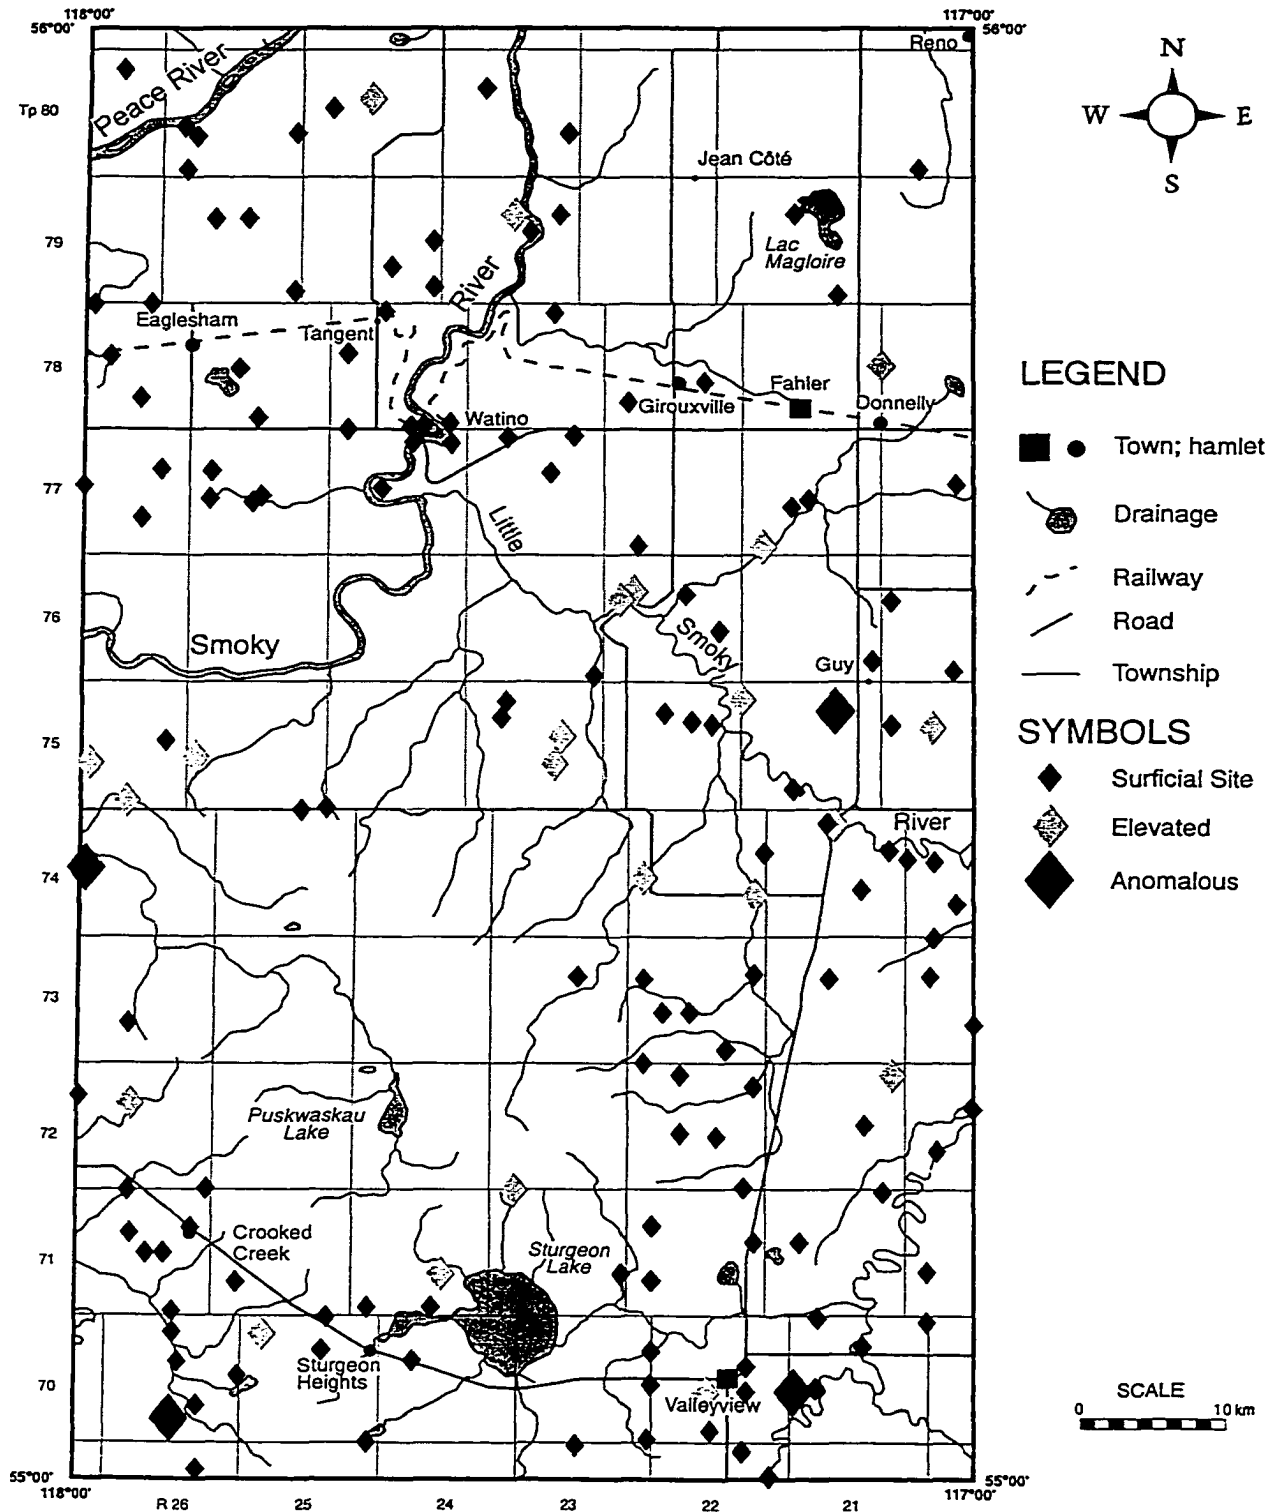 118°00'
117°00'
56°00'
56°00'
Reno
N
Peace River
Tp 80
W
E
Jean Côté
S
79
Lac
Magloire
River
Eaglesham
Tangent
78
Fahler
LEGEND
Girouxville
Donnelly
Watino
Town; hamlet
77
Little
Drainage
Railway
76
Smoky
Smoky
Road
Guy
Township
SYMBOLS
75
Surficial Site
River
Elevated
74
Anomalous
73
Puskwaskau
Lake
72
Crooked
Creek
Sturgeon
Lake
71
Sturgeon
Heights
70
Valleyview
SCALE
0
10 km
55°00'
55°00'
118°00'
R 26
25
24
23
22
21
117°00'